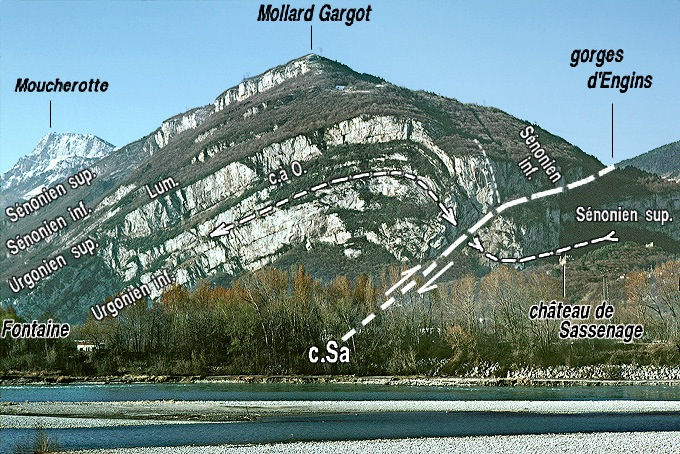 Mollard Gargot
Moucherotte
gorges
d'Engins
Sénonien sup.
Sénonien inf.
Urgonien sup.
Urgonien inf.
Lum.
c.a O.
Sénonien
inf.
Sénonien sup.
Fontaine
c.Sa
château de
Sassenage